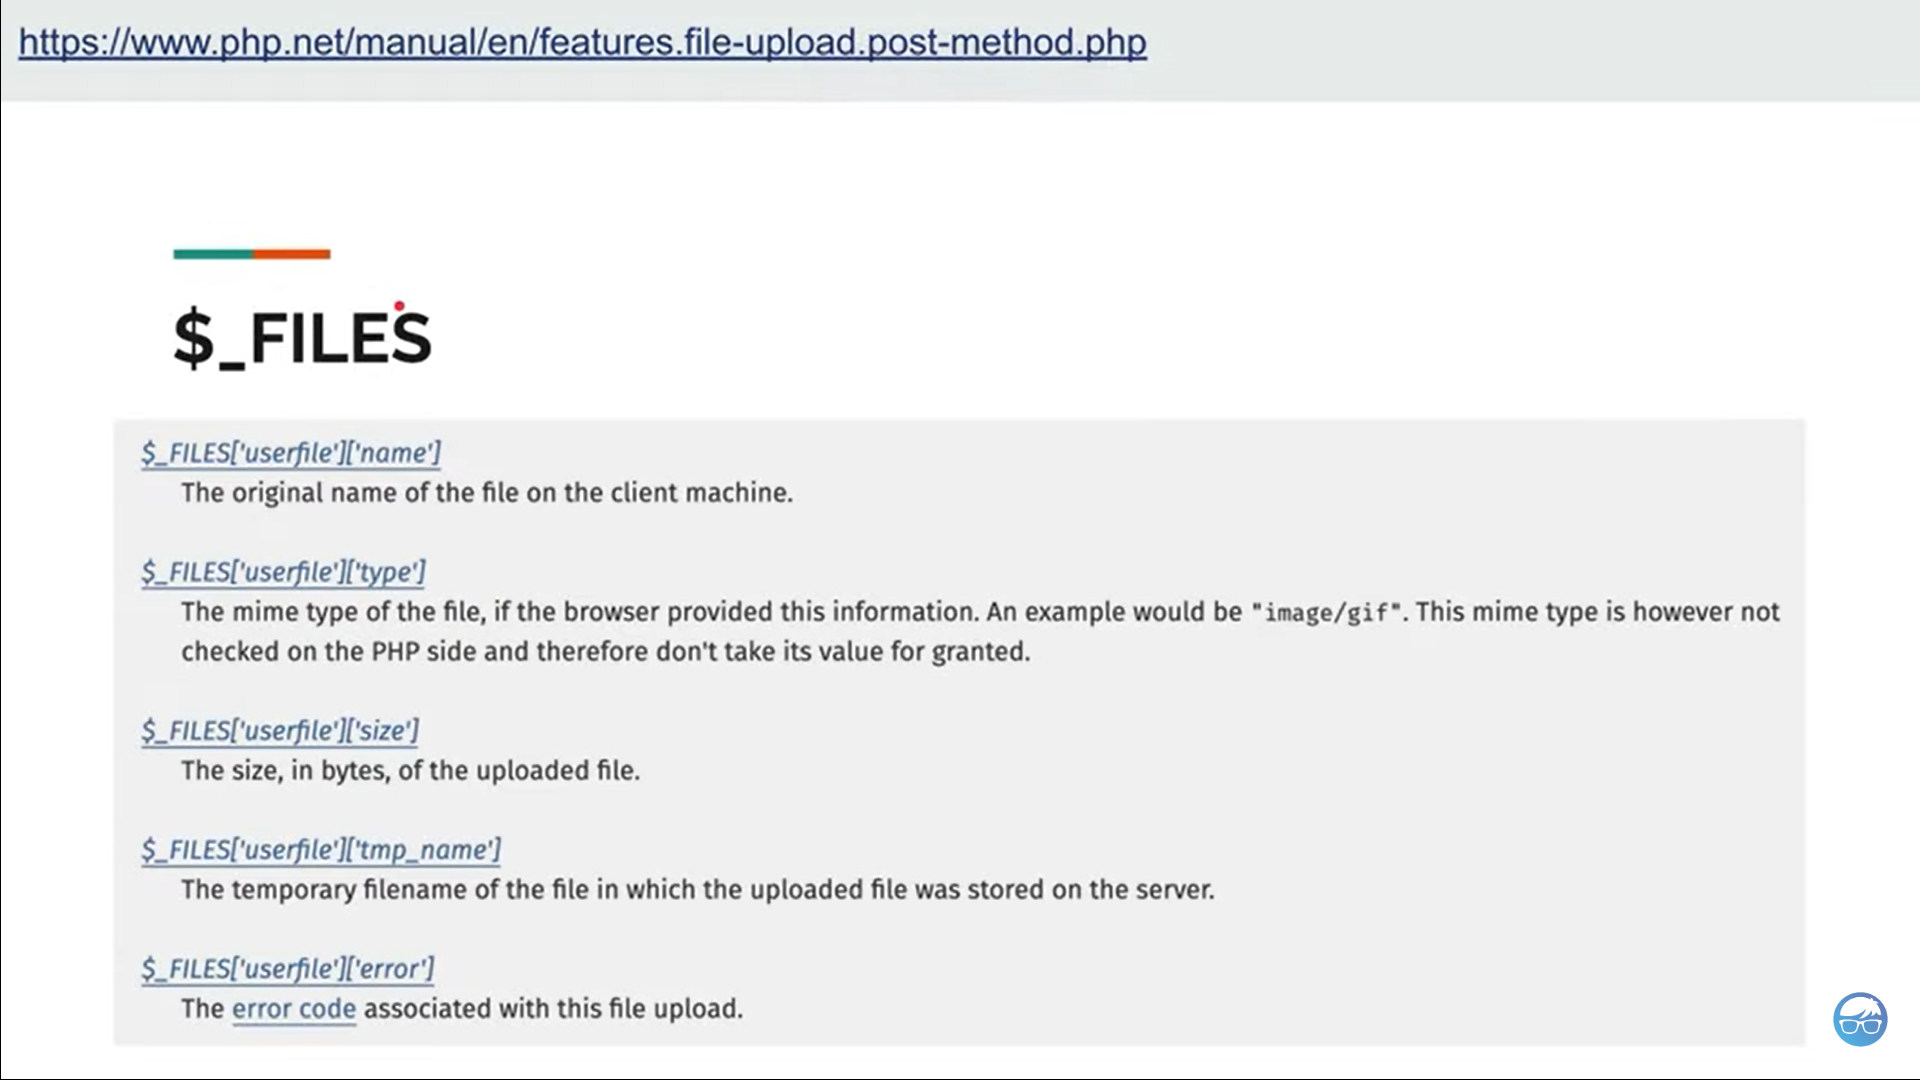 https://www.php.net/manual/en/features.file-upload.post-method.php
$_FILES
$_FILES['userfile']['name']
The original name of the file on the client machine.
$_FILES['userfile']['type']
The mime type of the file, if the browser provided this information. An example would be "image/gif". This mime type is however not
checked on the PHP side and therefore don't take its value for granted.
$_FILES['userfile']['size']
The size, in bytes, of the uploaded file.
$_FILES['userfile']['tmp_name']
The temporary filename of the file in which the uploaded file was stored on the server.
$_FILES['userfile']['error']
The error code associated with this file upload.